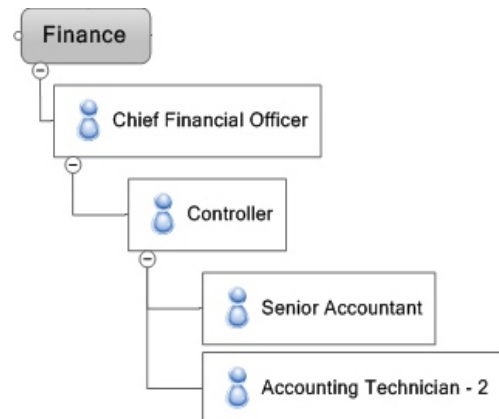 Finance
Chief Financial Officer
Controller
Senior Accountant
Accounting Technician - 2